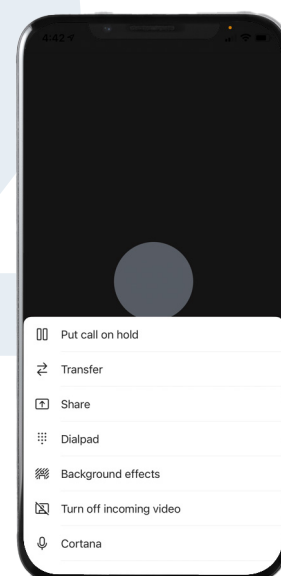 4:42
Put call on hold
Transfer
Share
Dialpad
Background effects
Turn off incoming video
Cortana